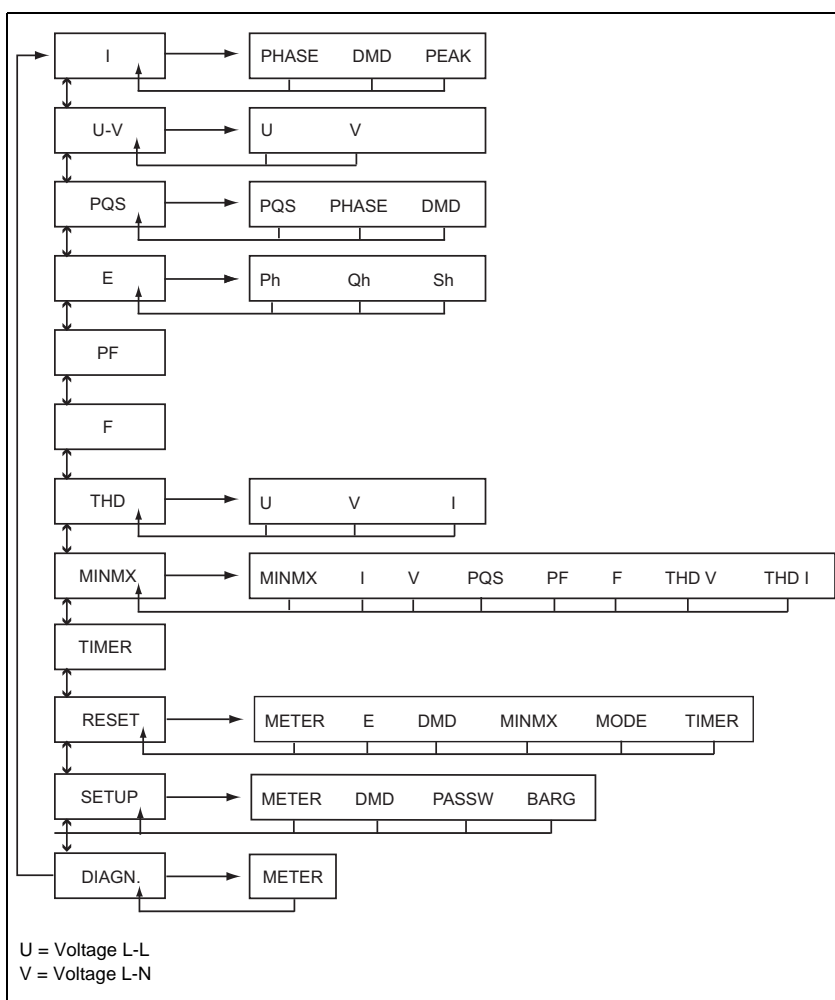 I PHASE DMD PEAK
U-V U V
PQS PQS PHASE DMD
E Ph Qh Sh
PF
F
THD U V I
MINMX MINMX I V PQS PF F THD V THD I
TIMER
RESET METER E DMD MINMX MODE TIMER
SETUP METER DMD PASSW BARG
DIAGN. METER
U = Voltage L-L
V = Voltage L-N